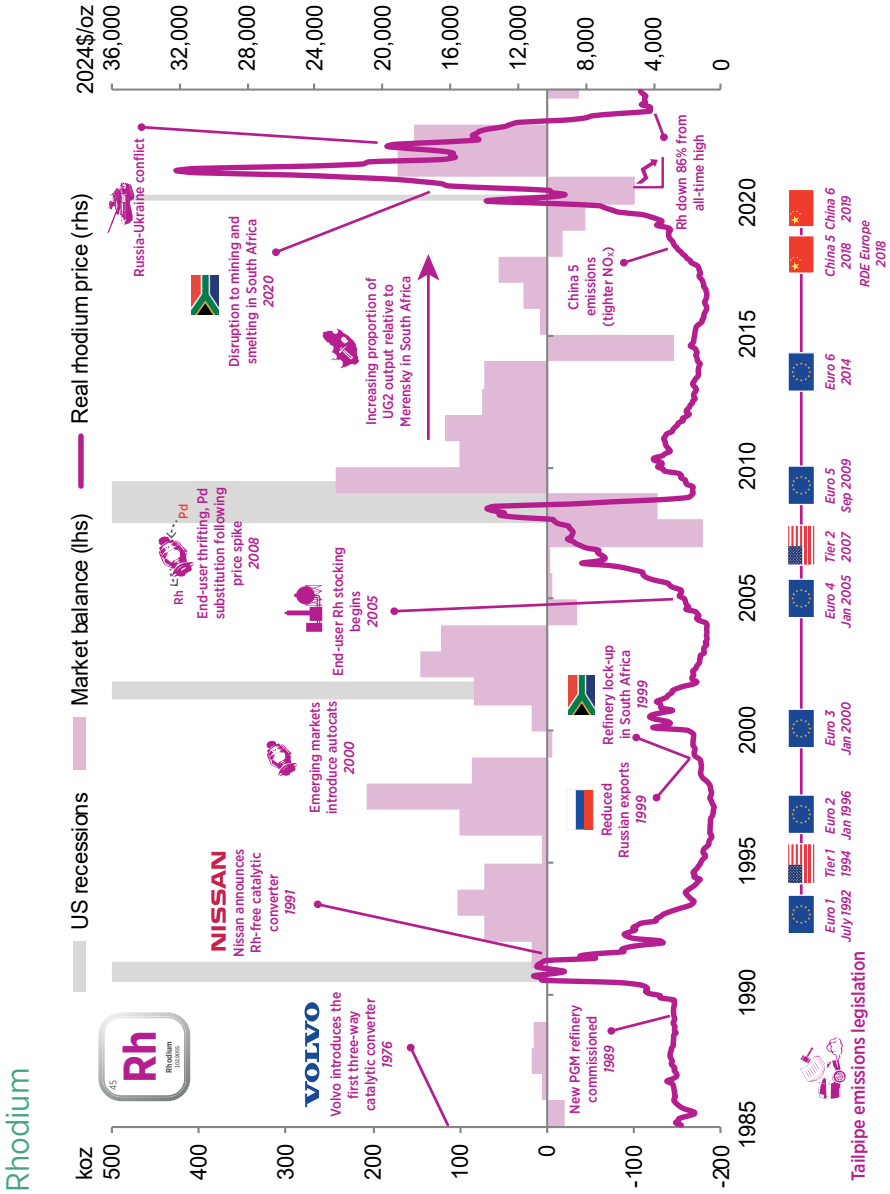 Rhodium
US recessions
Market balance (lhs)
Real rhodium price (rhs)
koz
2024$/oz
500
400
300
200
100
0
-100
-200
36,000
32,000
28,000
24,000
20,000
16,000
12,000
8,000
4,000
0
45
Rh
Rhodium
102.9055
VOLVO
Volvo introduces the
first three-way
catalytic converter
1976
NISSAN
Nissan announces
Rh-free catalytic
converter
1991
New PGM refinery
commissioned
1989
Emerging markets
introduce autocats
2000
Reduced
Russian exports
1999
Refinery lock-up
in South Africa
1999
End-user Rh stocking
begins
2005
Rh
Pd
End-user thrifting, Pd
substitution following
price spike
2008
Increasing proportion of
UG2 output relative to
Merensky in South Africa
Disruption to mining and
smelting in South Africa
2020
Russia-Ukraine conflict
China 5
emissions
(tighter NOₓ)
Rh down 86% from
all-time high
1985
1990
1995
2000
2005
2010
2015
2020
Tailpipe emissions legislation
Euro 1
July 1992
Tier 1
1994
Euro 2
Jan 1996
Euro 3
Jan 2000
Euro 4
Jan 2005
Tier 2
2007
Euro 5
Sep 2009
Euro 6
2014
China 5
2018
RDE Europe
2018
China 6
2019